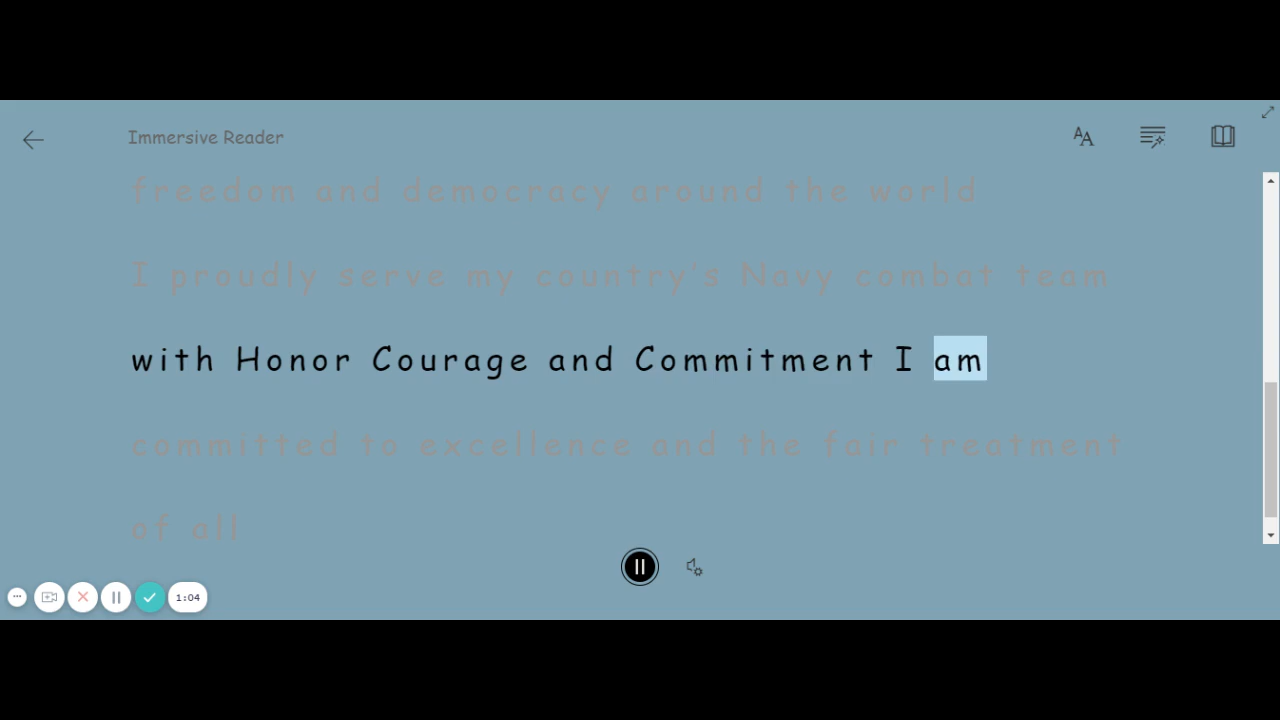 Immersive Reader
freedom and democracy around the world
I proudly serve my country's Navy combat team
with Honor Courage and Commitment I am
committed to excellence and the fair treatment
of all
1:04